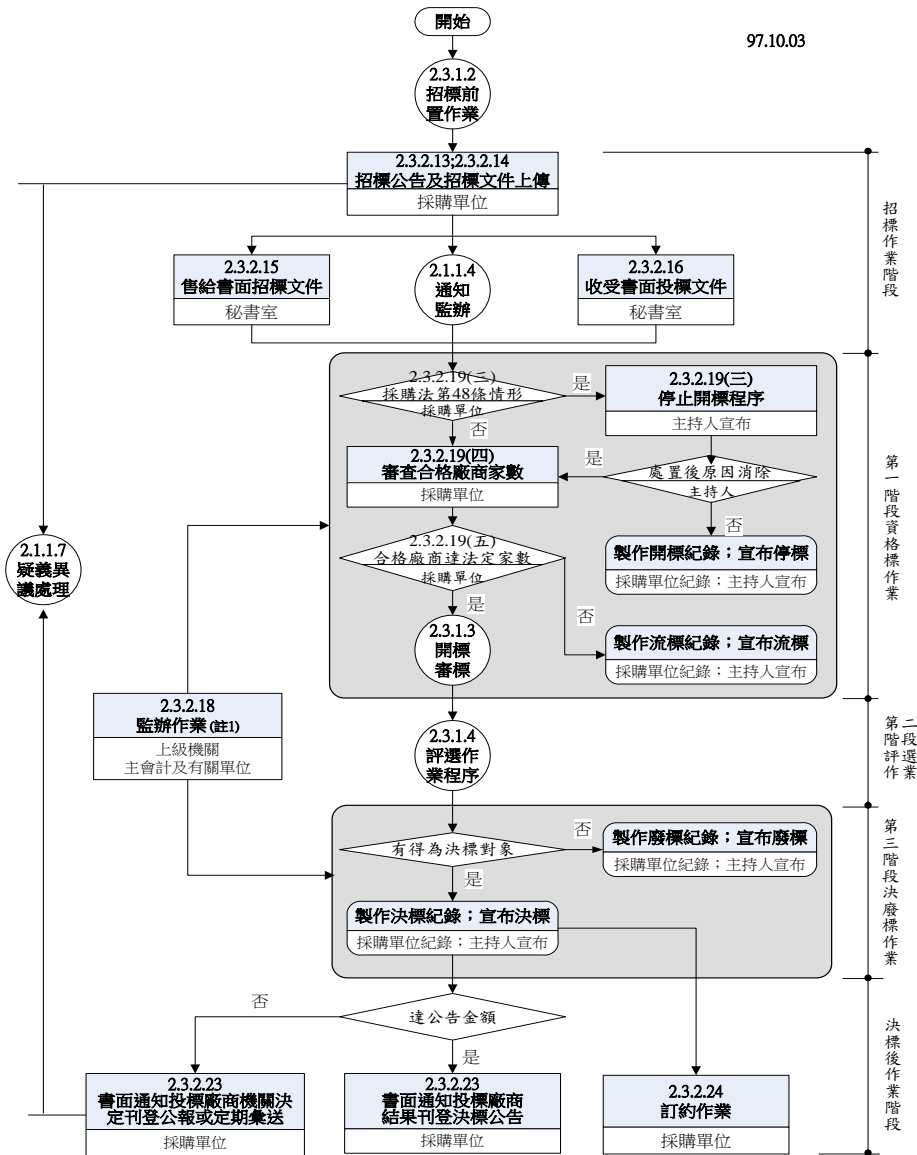 開始
97.10.03
2.3.1.2
招標前
置作業
2.3.2.13;2.3.2.14
招標公告及招標文件上傳
採購單位
招標作業階段
2.3.2.15
售給書面招標文件
秘書室
2.1.1.4
通知
監辦
2.3.2.16
收受書面投標文件
秘書室
2.3.2.19(三)
採購法第48條情形
採購單位
是
否
2.3.2.19(三)
停止開標程序
主持人宣布
2.3.2.19(四)
審查合格廠商家數
採購單位
是
處置後原因消除
主持人
否
第一階段資格標作業
2.3.2.19(五)
合格廠商達法定家數
採購單位
是
否
製作開標紀錄；宣布停標
採購單位紀錄；主持人宣布
2.1.1.7
疑義異
議處理
2.3.1.3
開標
審標
製作流標紀錄；宣布流標
採購單位紀錄；主持人宣布
2.3.2.18
監辦作業(註1)
上級機關
主會計及有關單位
2.3.1.4
評選作
業程序
第二階段評選作業
有得為決標對象
否
是
製作廢標紀錄；宣布廢標
採購單位紀錄；主持人宣布
第三階段決廢標作業
製作決標紀錄；宣布決標
採購單位紀錄；主持人宣布
達公告金額
否
是
決標後作業階段
2.3.2.23
書面通知投標廠商機關決
定刊登公報或定期彙送
採購單位
2.3.2.23
書面通知投標廠商
結果刊登決標公告
採購單位
2.3.2.24
訂約作業
採購單位